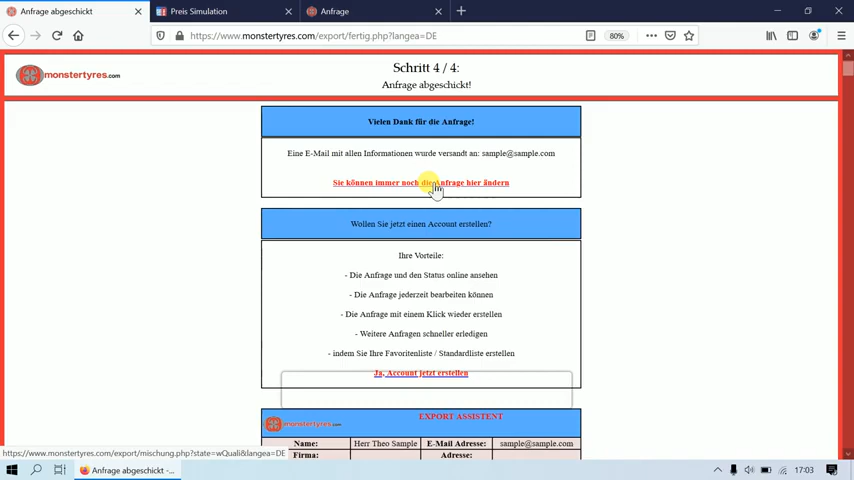 Anfrage abgeschickt
Preis Simulation
Anfrage
https://www.monstertyres.com/export/fertig.php?langea=DE
80%
monstertyres.com
Schritt 4 / 4:
Anfrage abgeschlossen!
Vielen Dank für die Anfrage!
Eine E-Mail mit allen Informationen wurde versandt an: sample@sample.com
Sie können immer noch die Anfrage hier ändern
Wollen Sie jetzt einen Account erstellen?
Ihre Vorteile:
- Die Anfrage und den Status online ansehen
- Die Anfrage jederzeit bearbeiten können
- Die Anfrage mit einem Klick wieder erstellen
- Weitere Anfragen schneller erledigen
- indem Sie Ihre Favoritenliste / Standardliste erstellen
Ja, Account jetzt erstellen
monstertyres.com EXPORT ASSISTENT
Name: Herr Theo Sample E-Mail Adresse: sample@sample.com
Firma: Adresse:
https://www.monstertyres.com/export/mischung.php?state=wQuali&langea=DE
Anfrage abgeschickt -...
17:03